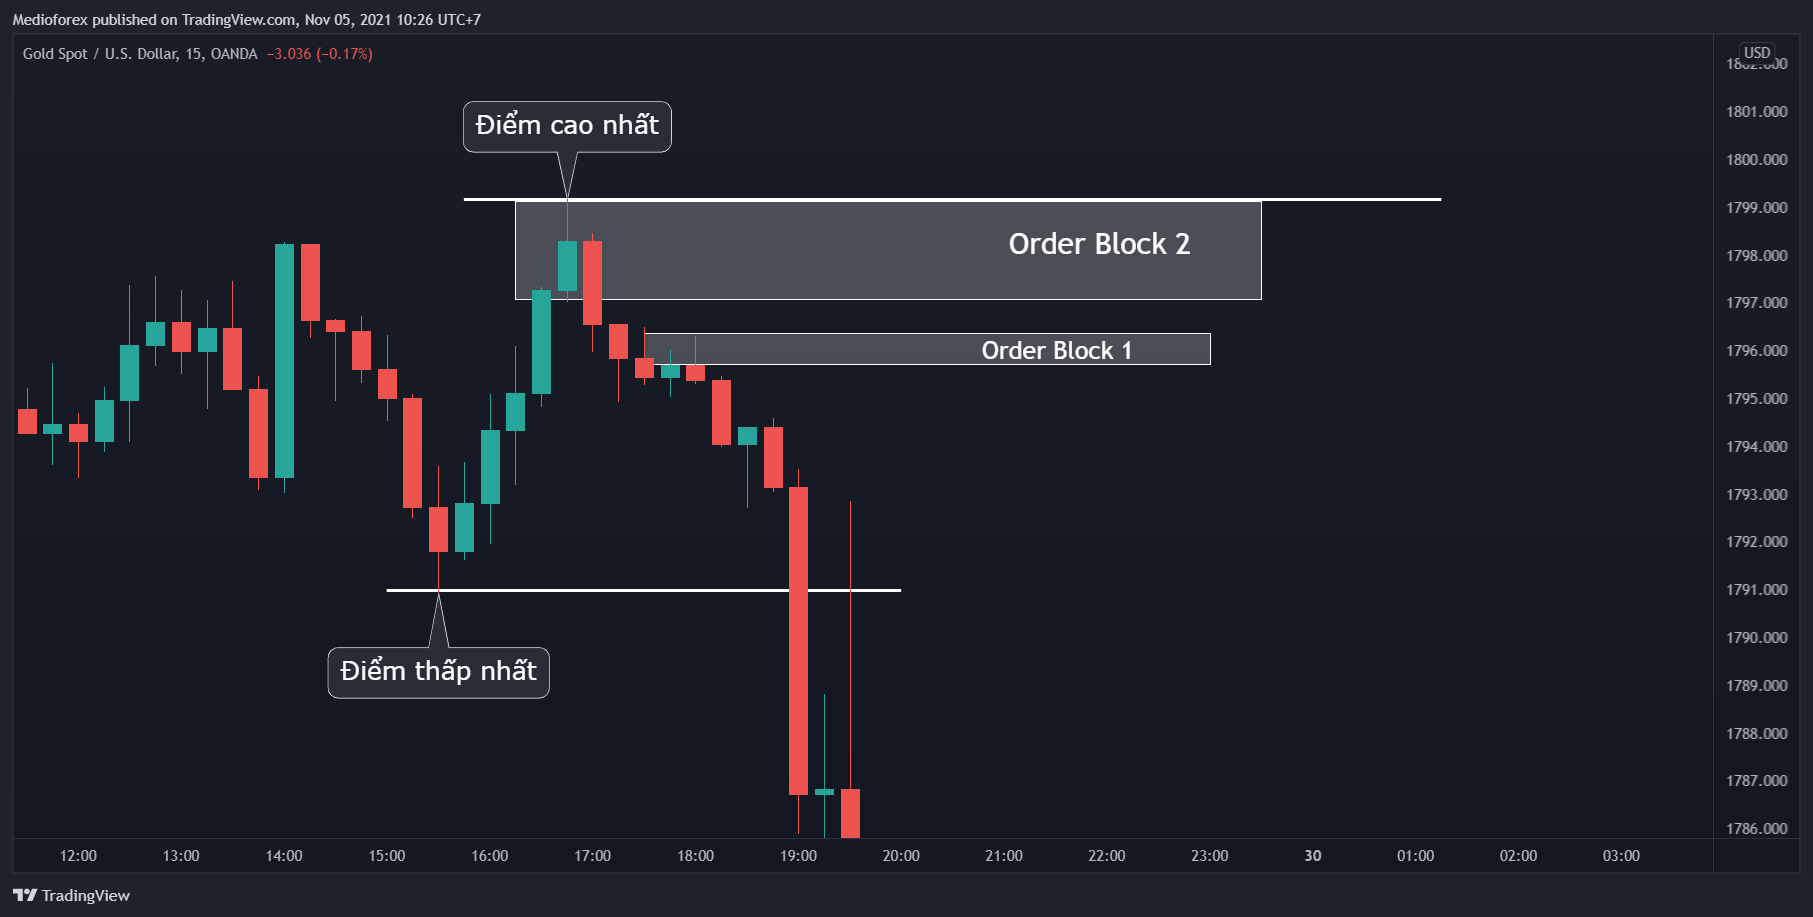 Medioforex published on TradingView.com, Nov 05, 2021 10:26 UTC+7
Gold Spot / U.S. Dollar, 15, OANDA −3.036 (−0.17%)
USD
1802.000
1801.000
1800.000
1799.000
1798.000
1797.000
1796.000
1795.000
1794.000
1793.000
1792.000
1791.000
1790.000
1789.000
1788.000
1787.000
1786.000
Điểm cao nhất
Order Block 2
Order Block 1
Điểm thấp nhất
12:00 13:00 14:00 15:00 16:00 17:00 18:00 19:00 20:00 21:00 22:00 23:00 30 01:00 02:00 03:00
TradingView